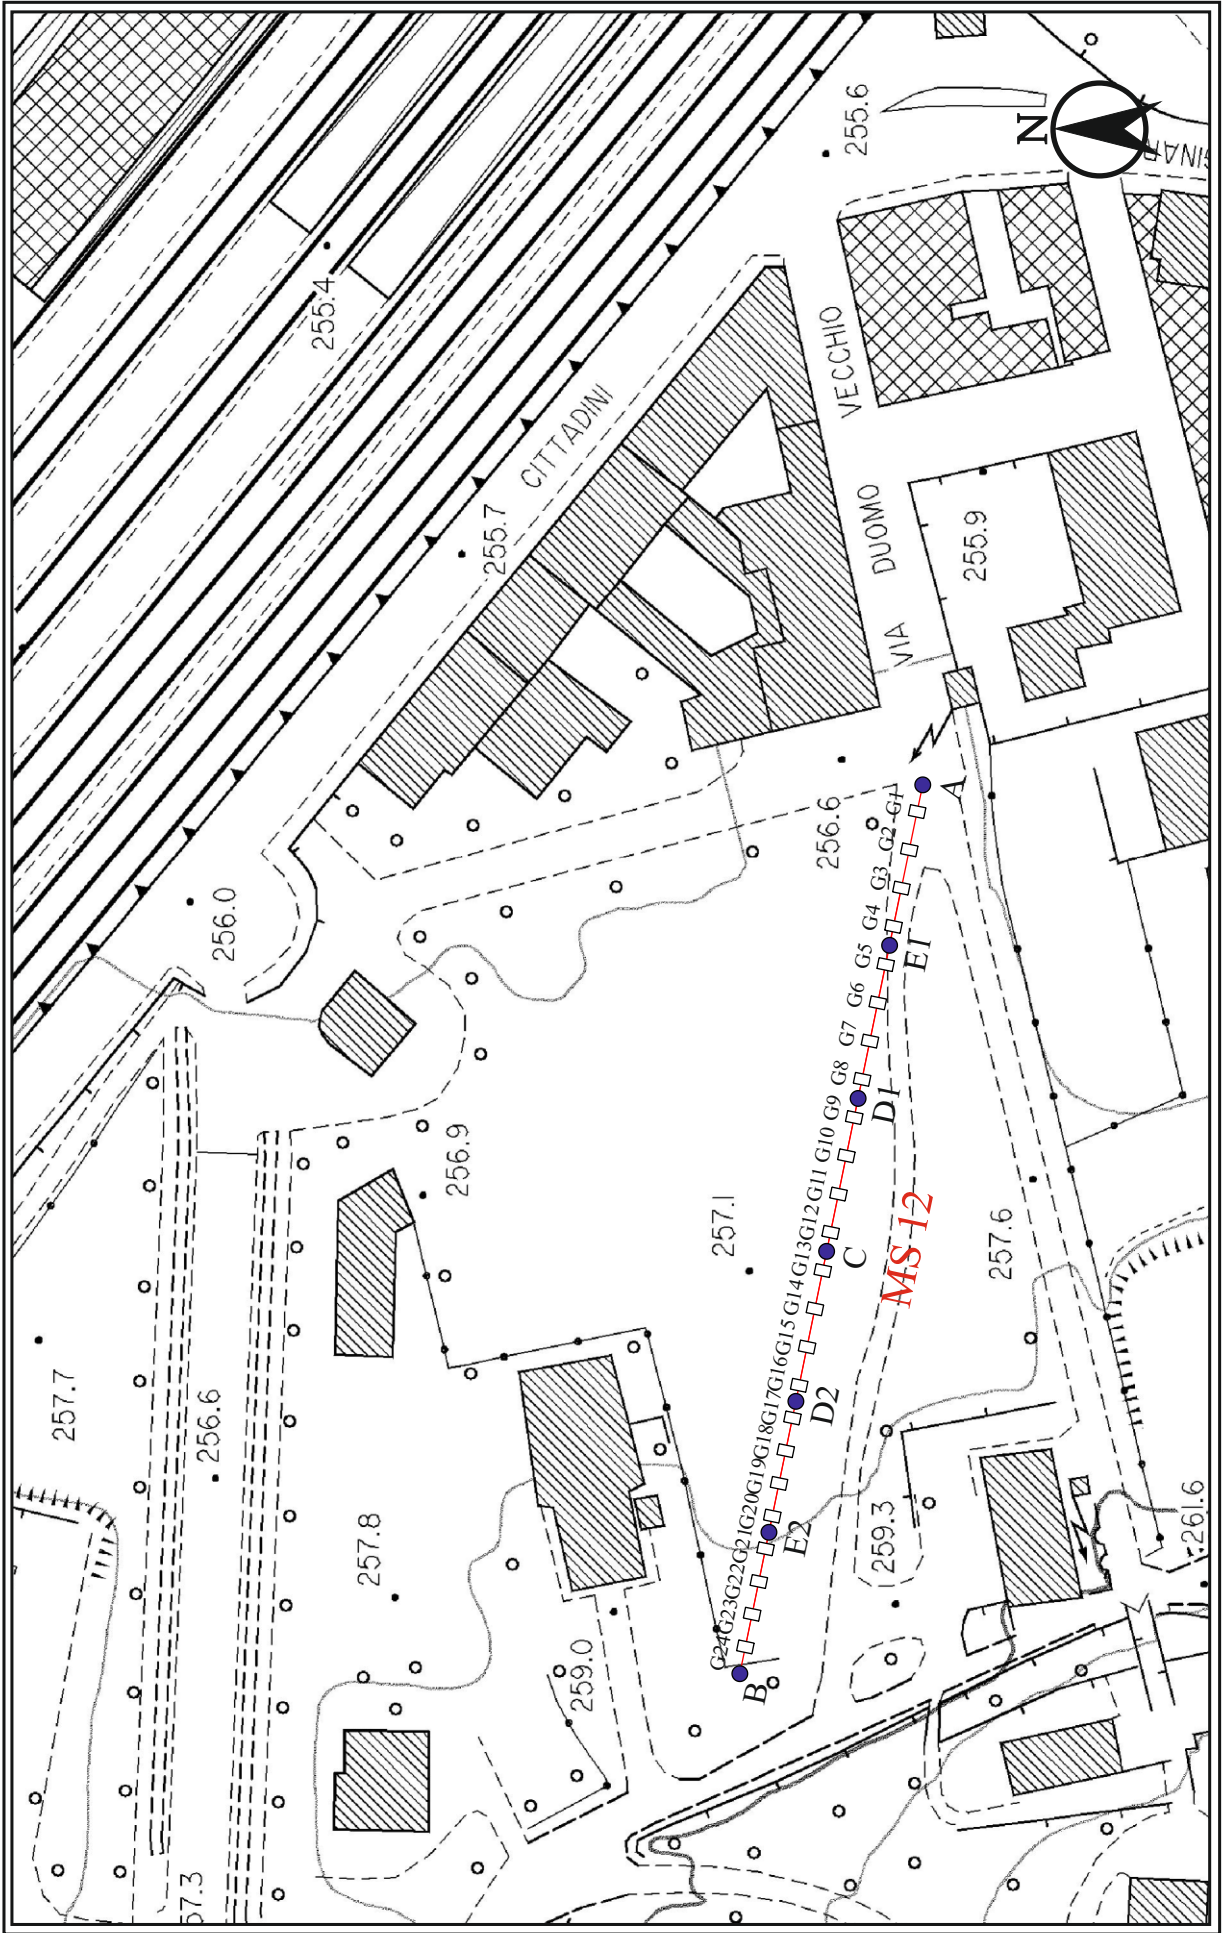 N
GINAR
255.6
255.4
CITTADINI
VIA DUOMO VECCHIO
255.7
255.9
256.6
256.0
A
G1
G2
G3
G4
E1
G5
G6
G7
G8
D1
G9
G10
G11
G12
C
G13
G14
G15
G16
D2
G17
G18
G19
G20
E2
G21
G22
G23
G24
B
MS 12
256.9
257.1
257.6
257.7
256.6
257.8
259.3
259.0
261.6
57.3